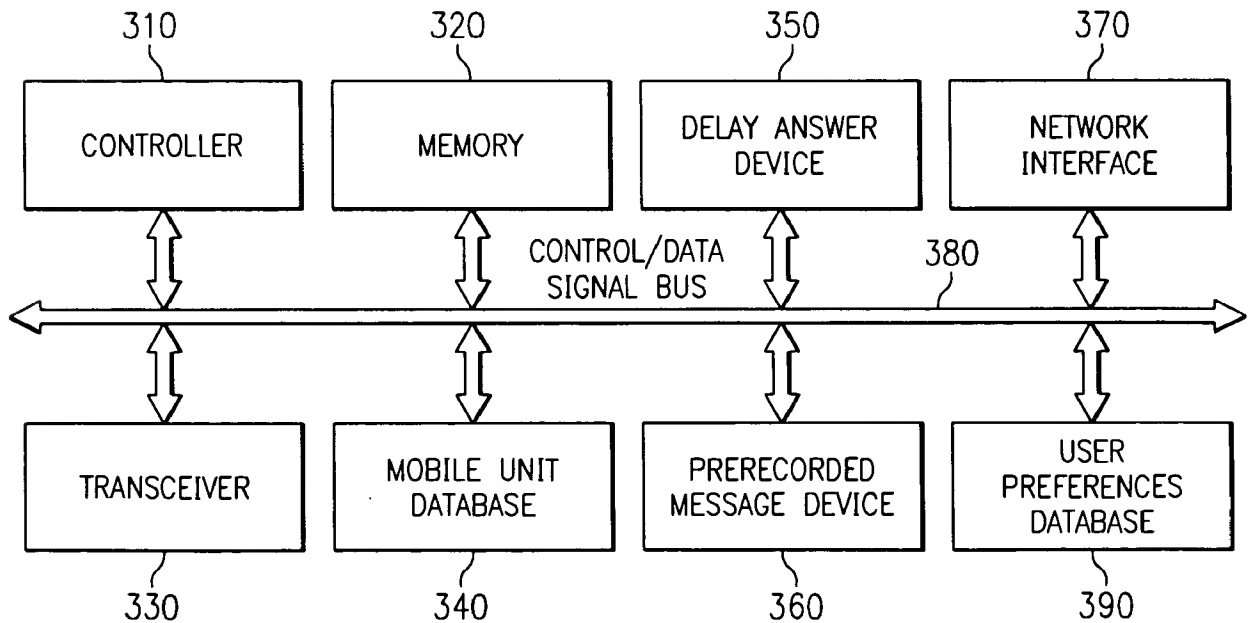 310
320
350
370
CONTROLLER
MEMORY
DELAY ANSWER
DEVICE
NETWORK
INTERFACE
CONTROL/DATA
SIGNAL BUS
380
TRANSCEIVER
MOBILE UNIT
DATABASE
PRERECORDED
MESSAGE DEVICE
USER
PREFERENCES
DATABASE
330
340
360
390